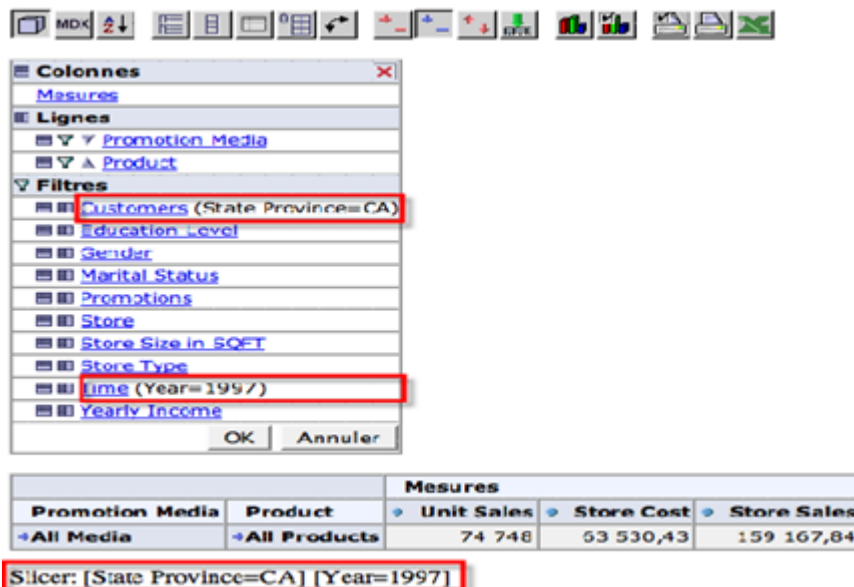 MDX
Colonnes
Mesures
Lignes
Promotion Media
Product
Filtres
Customers (State Province=CA)
Education Level
Gender
Marital Status
Promotions
Store
Store Size in SQFT
Store Type
Time (Year=1997)
Yearly Income
OK Annuler
Mesures
Promotion Media Product Unit Sales Store Cost Store Sales
All Media All Products 74 748 63 530,43 159 167,84
Slicer: [State Province=CA] [Year=1997]